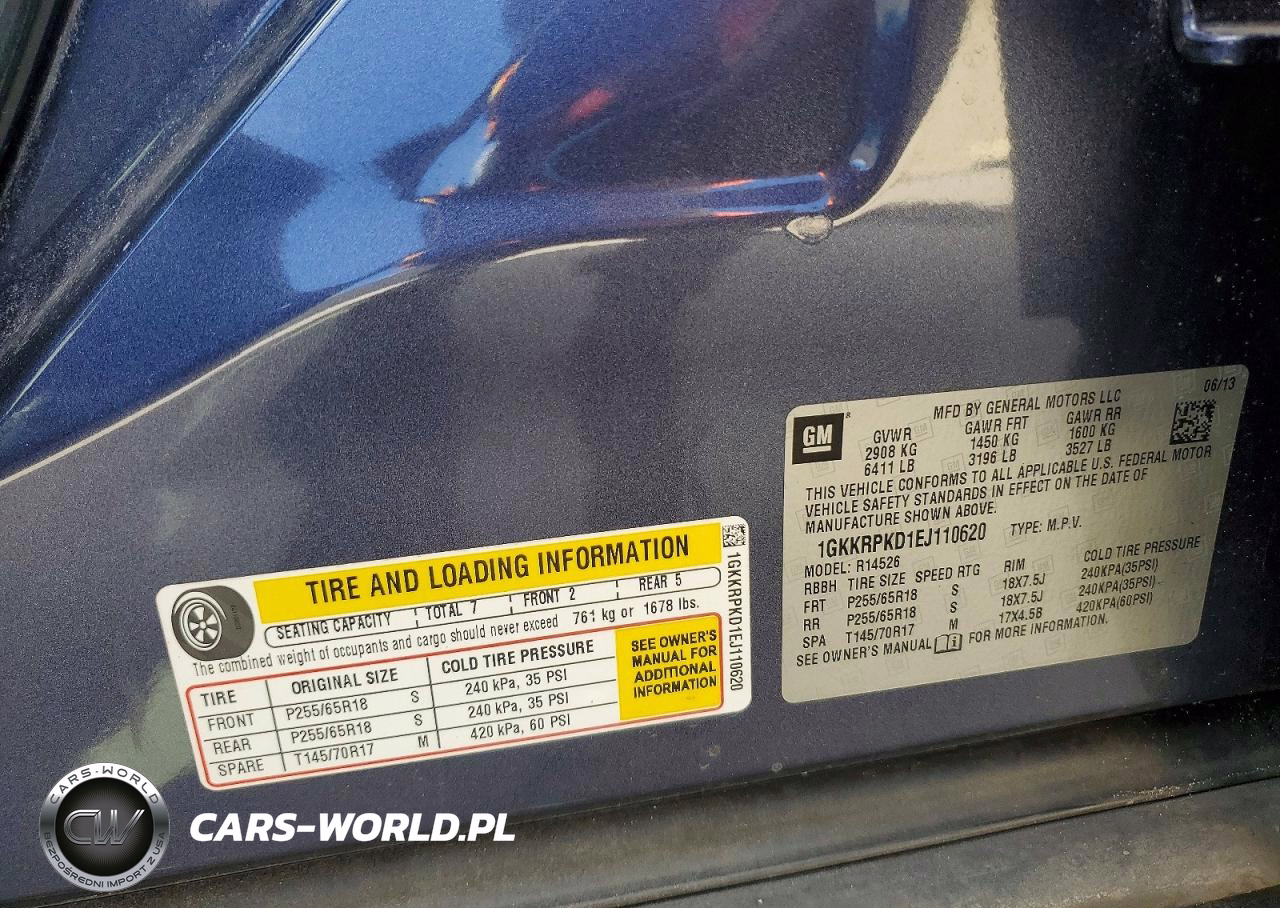 06/13
GM
MFD BY GENERAL MOTORS LLC
GVWR GAWR FRT GAWR RR
2908 KG 1450 KG 1600 KG
6411 LB 3196 LB 3527 LB
THIS VEHICLE CONFORMS TO ALL APPLICABLE U.S. FEDERAL MOTOR
VEHICLE SAFETY STANDARDS IN EFFECT ON THE DATE OF
MANUFACTURE SHOWN ABOVE.
1GKKRPKD1EJ110620 TYPE: M.P.V.
MODEL: R14526
RBBH TIRE SIZE SPEED RTG RIM COLD TIRE PRESSURE
FRT P255/65R18 S 18X7.5J 240KPA(35PSI)
RR P255/65R18 S 18X7.5J 240KPA(35PSI)
SPA T145/70R17 M 17X4.5B 420KPA(60PSI)
SEE OWNER'S MANUAL FOR MORE INFORMATION.
TIRE AND LOADING INFORMATION
SEATING CAPACITY TOTAL 7 FRONT 2 REAR 5
The combined weight of occupants and cargo should never exceed 761 kg or 1678 lbs.
TIRE ORIGINAL SIZE COLD TIRE PRESSURE
FRONT P255/65R18 S 240 kPa, 35 PSI
REAR P255/65R18 S 240 kPa, 35 PSI
SPARE T145/70R17 M 420 kPa, 60 PSI
SEE OWNER'S
MANUAL FOR
ADDITIONAL
INFORMATION
1GKKRPKD1EJ110620
CARS-WORLD
CW
BEZPOŚREDNI IMPORT Z USA
CARS-WORLD.PL